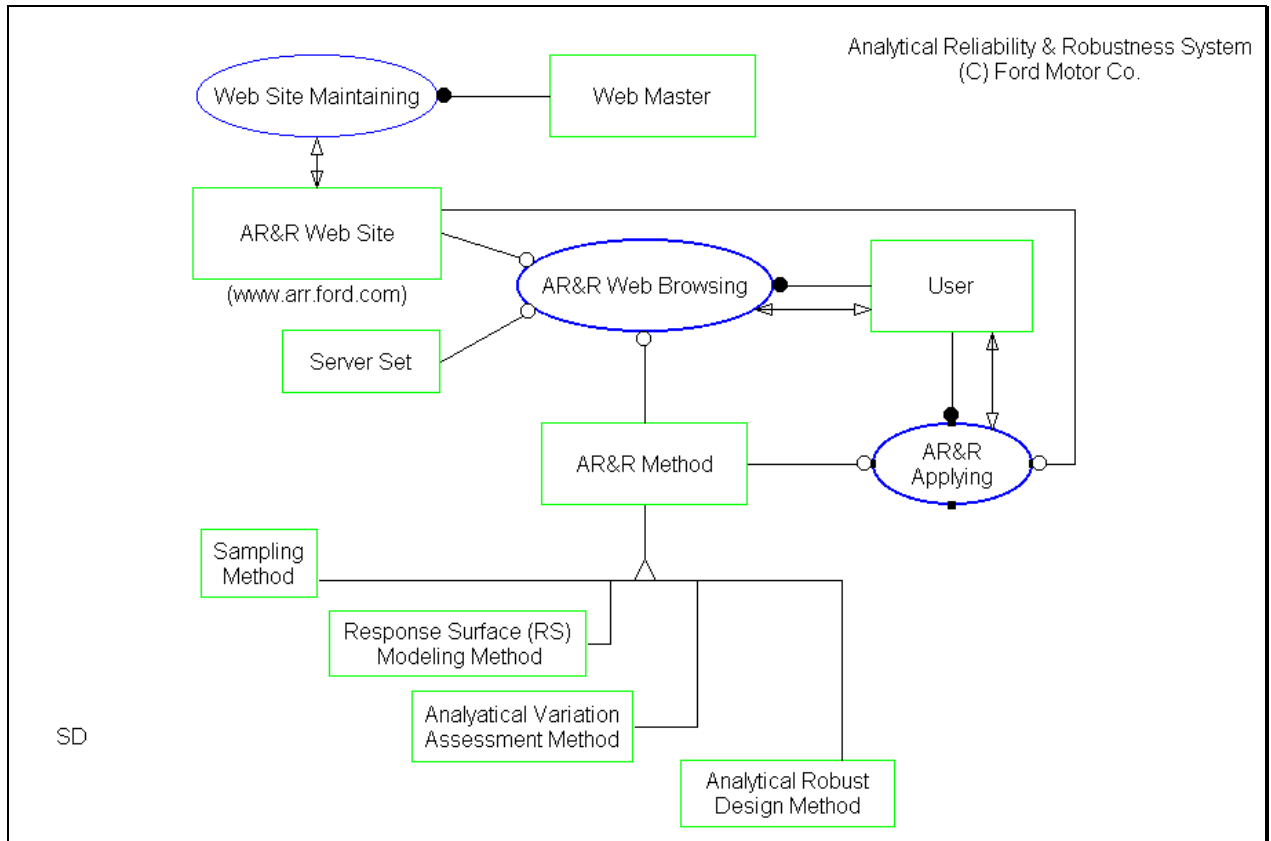 Analytical Reliability & Robustness System
(C) Ford Motor Co.
Web Site Maintaining
Web Master
AR&R Web Site
(www.arr.ford.com)
AR&R Web Browsing
User
Server Set
AR&R Method
AR&R
Applying
Sampling
Method
Response Surface (RS)
Modeling Method
Analyatical Variation
Assessment Method
SD
Analytical Robust
Design Method